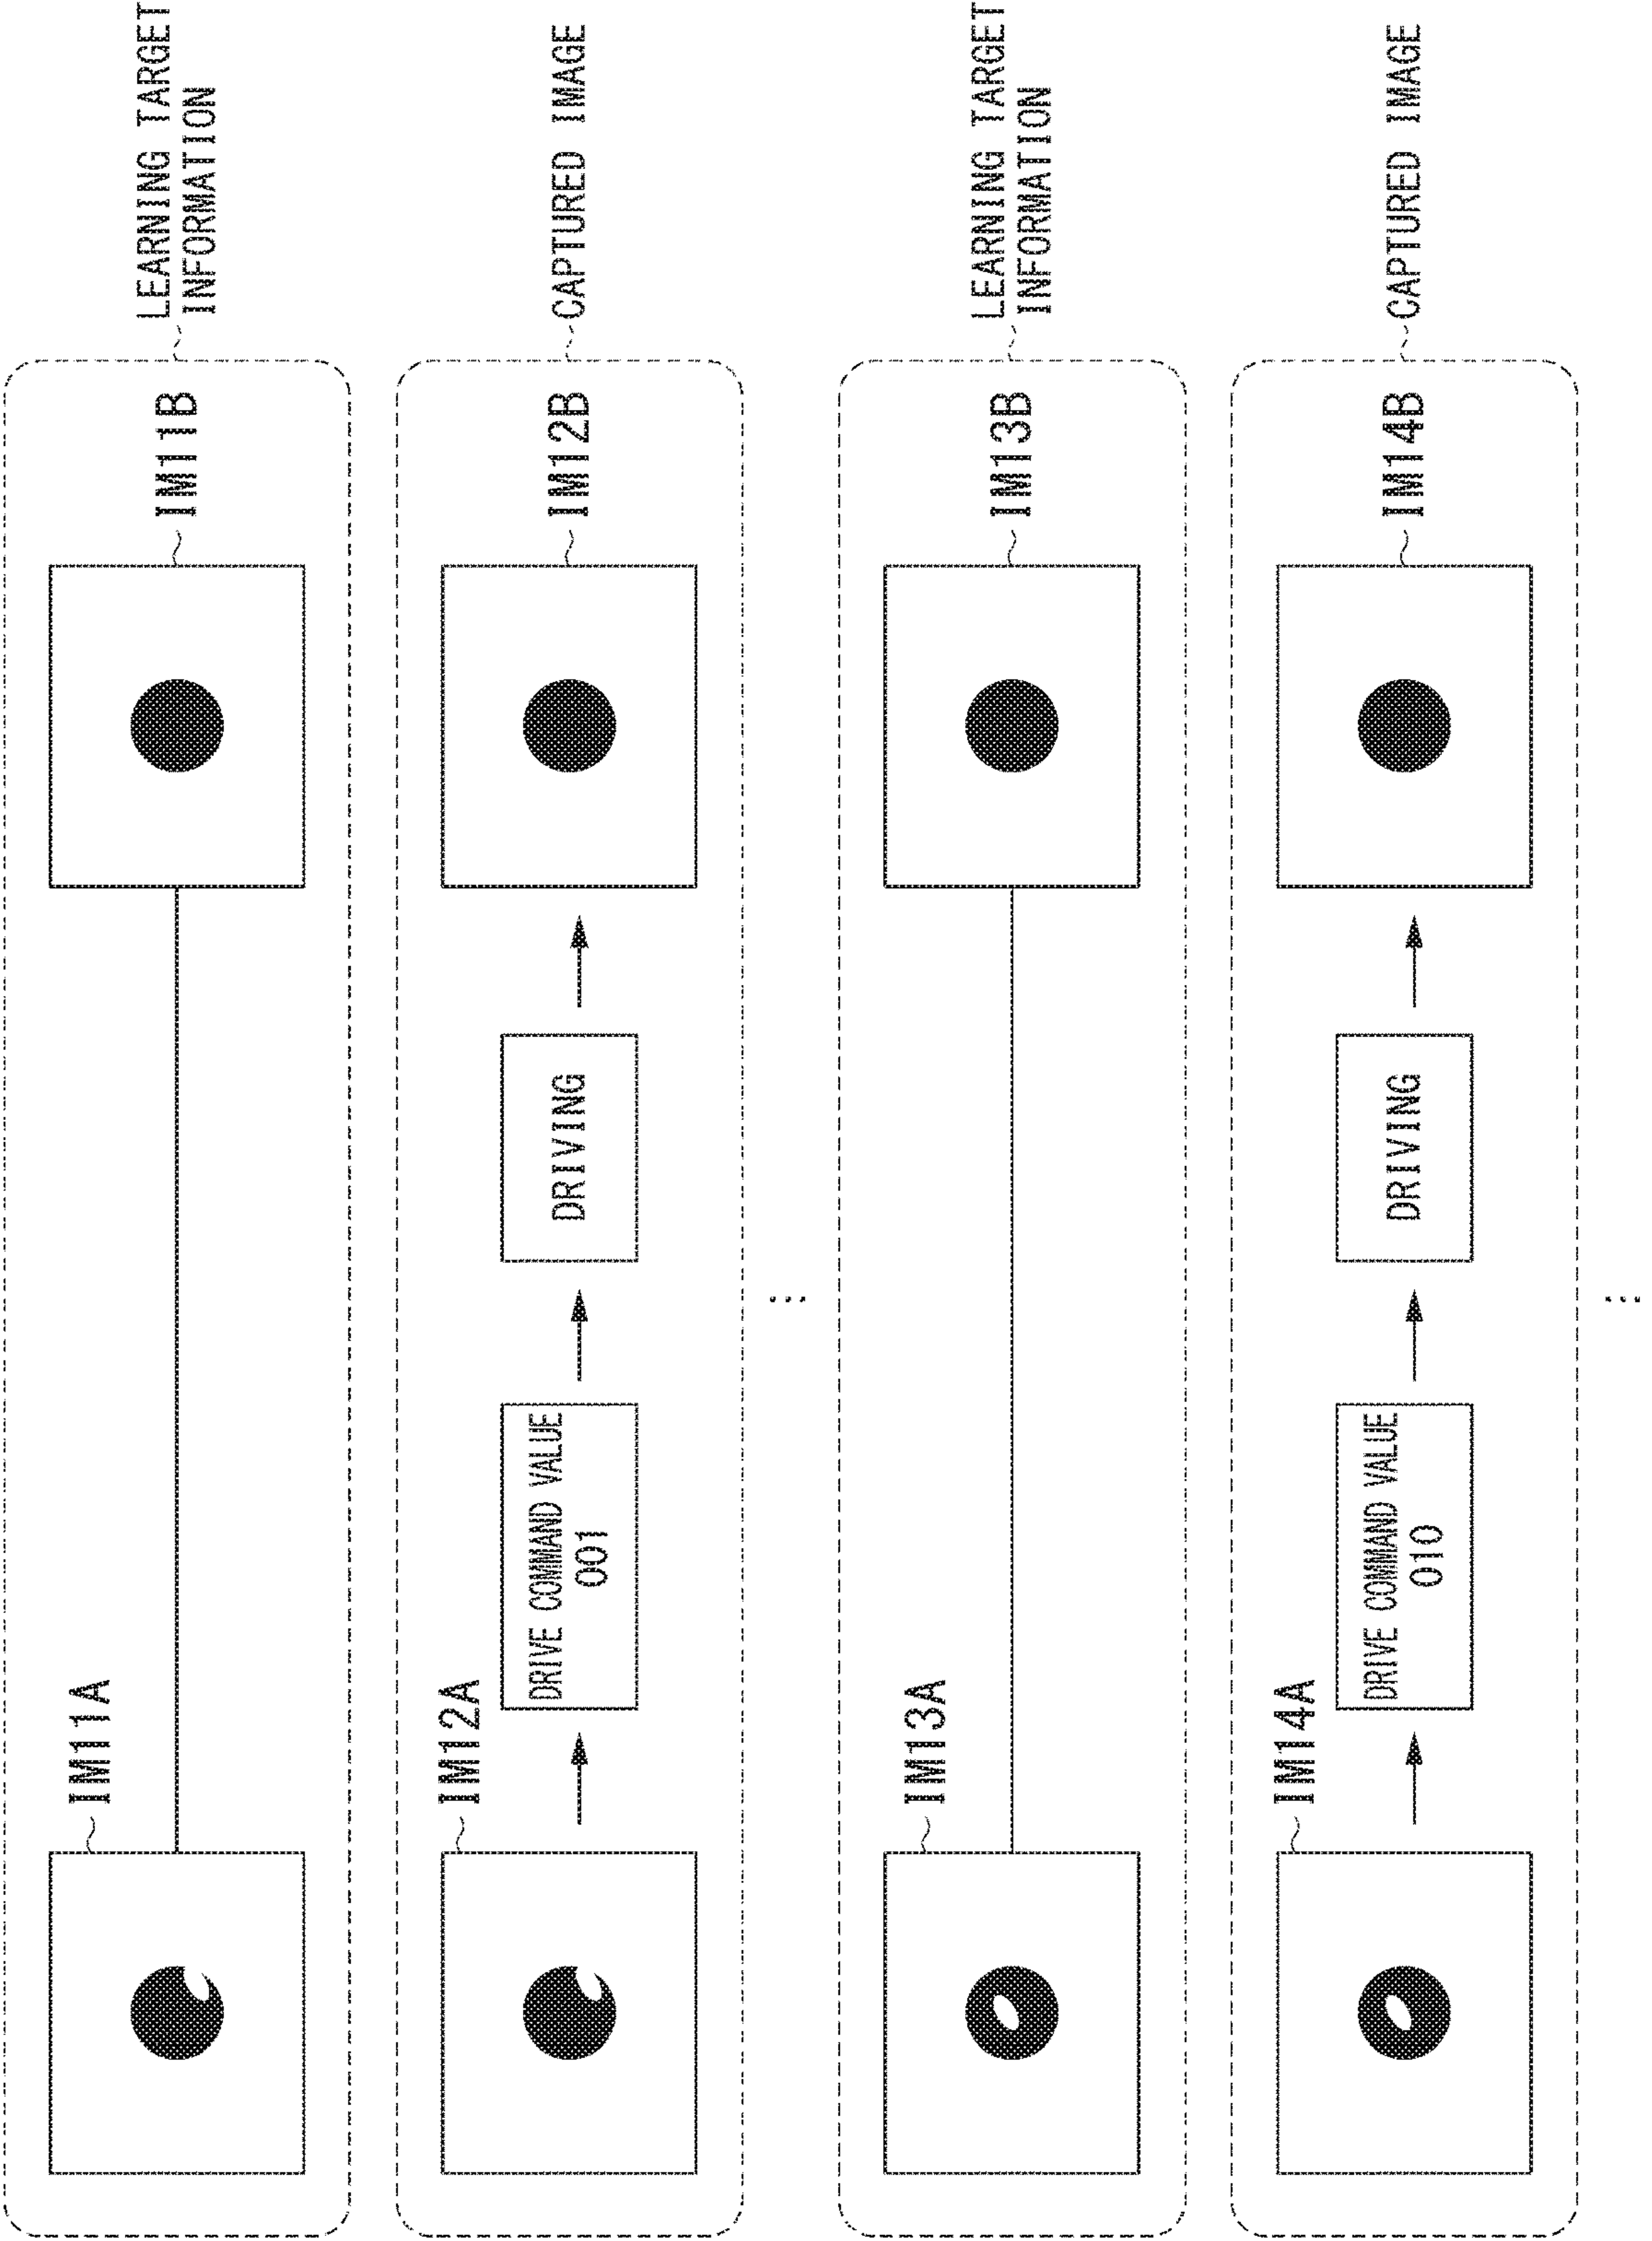 IM11A
IM11B
LEARNING TARGET
INFORMATION
IM12A
DRIVE COMMAND VALUE
001
DRIVING
IM12B
CAPTURED IMAGE
IM13A
IM13B
LEARNING TARGET
INFORMATION
IM14A
DRIVE COMMAND VALUE
010
DRIVING
IM14B
CAPTURED IMAGE